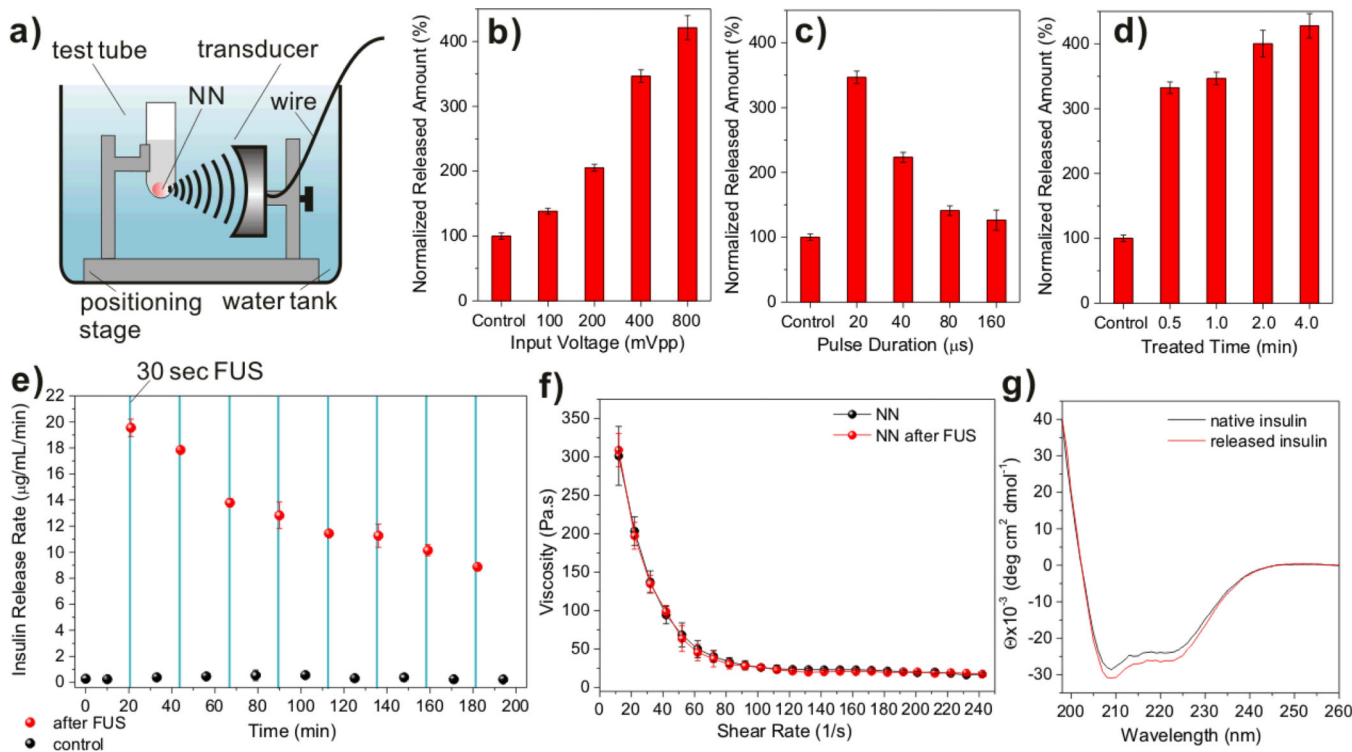 a)
test tube
transducer
NN
wire
positioning
stage
water tank
b)
Normalized Released Amount (%)
400
300
200
100
0
Control 100 200 400 800
Input Voltage (mVpp)
c)
Normalized Released Amount (%)
400
300
200
100
0
Control 20 40 80 160
Pulse Duration (μs)
d)
Normalized Released Amount (%)
400
300
200
100
0
Control 0.5 1.0 2.0 4.0
Treated Time (min)
e)
30 sec FUS
Insulin Release Rate (μg/mL/min)
22
20
18
16
14
12
10
8
6
4
2
0
0 20 40 60 80 100 120 140 160 180 200
Time (min)
after FUS
control
f)
NN
NN after FUS
Viscosity (Pa.s)
350
300
250
200
150
100
50
0
0 20 40 60 80 100 120 140 160 180 200 220 240
Shear Rate (1/s)
g)
native insulin
released insulin
Θx10⁻³ (deg cm² dmol⁻¹)
40
30
20
10
0
-10
-20
-30
200 210 220 230 240 250 260
Wavelength (nm)